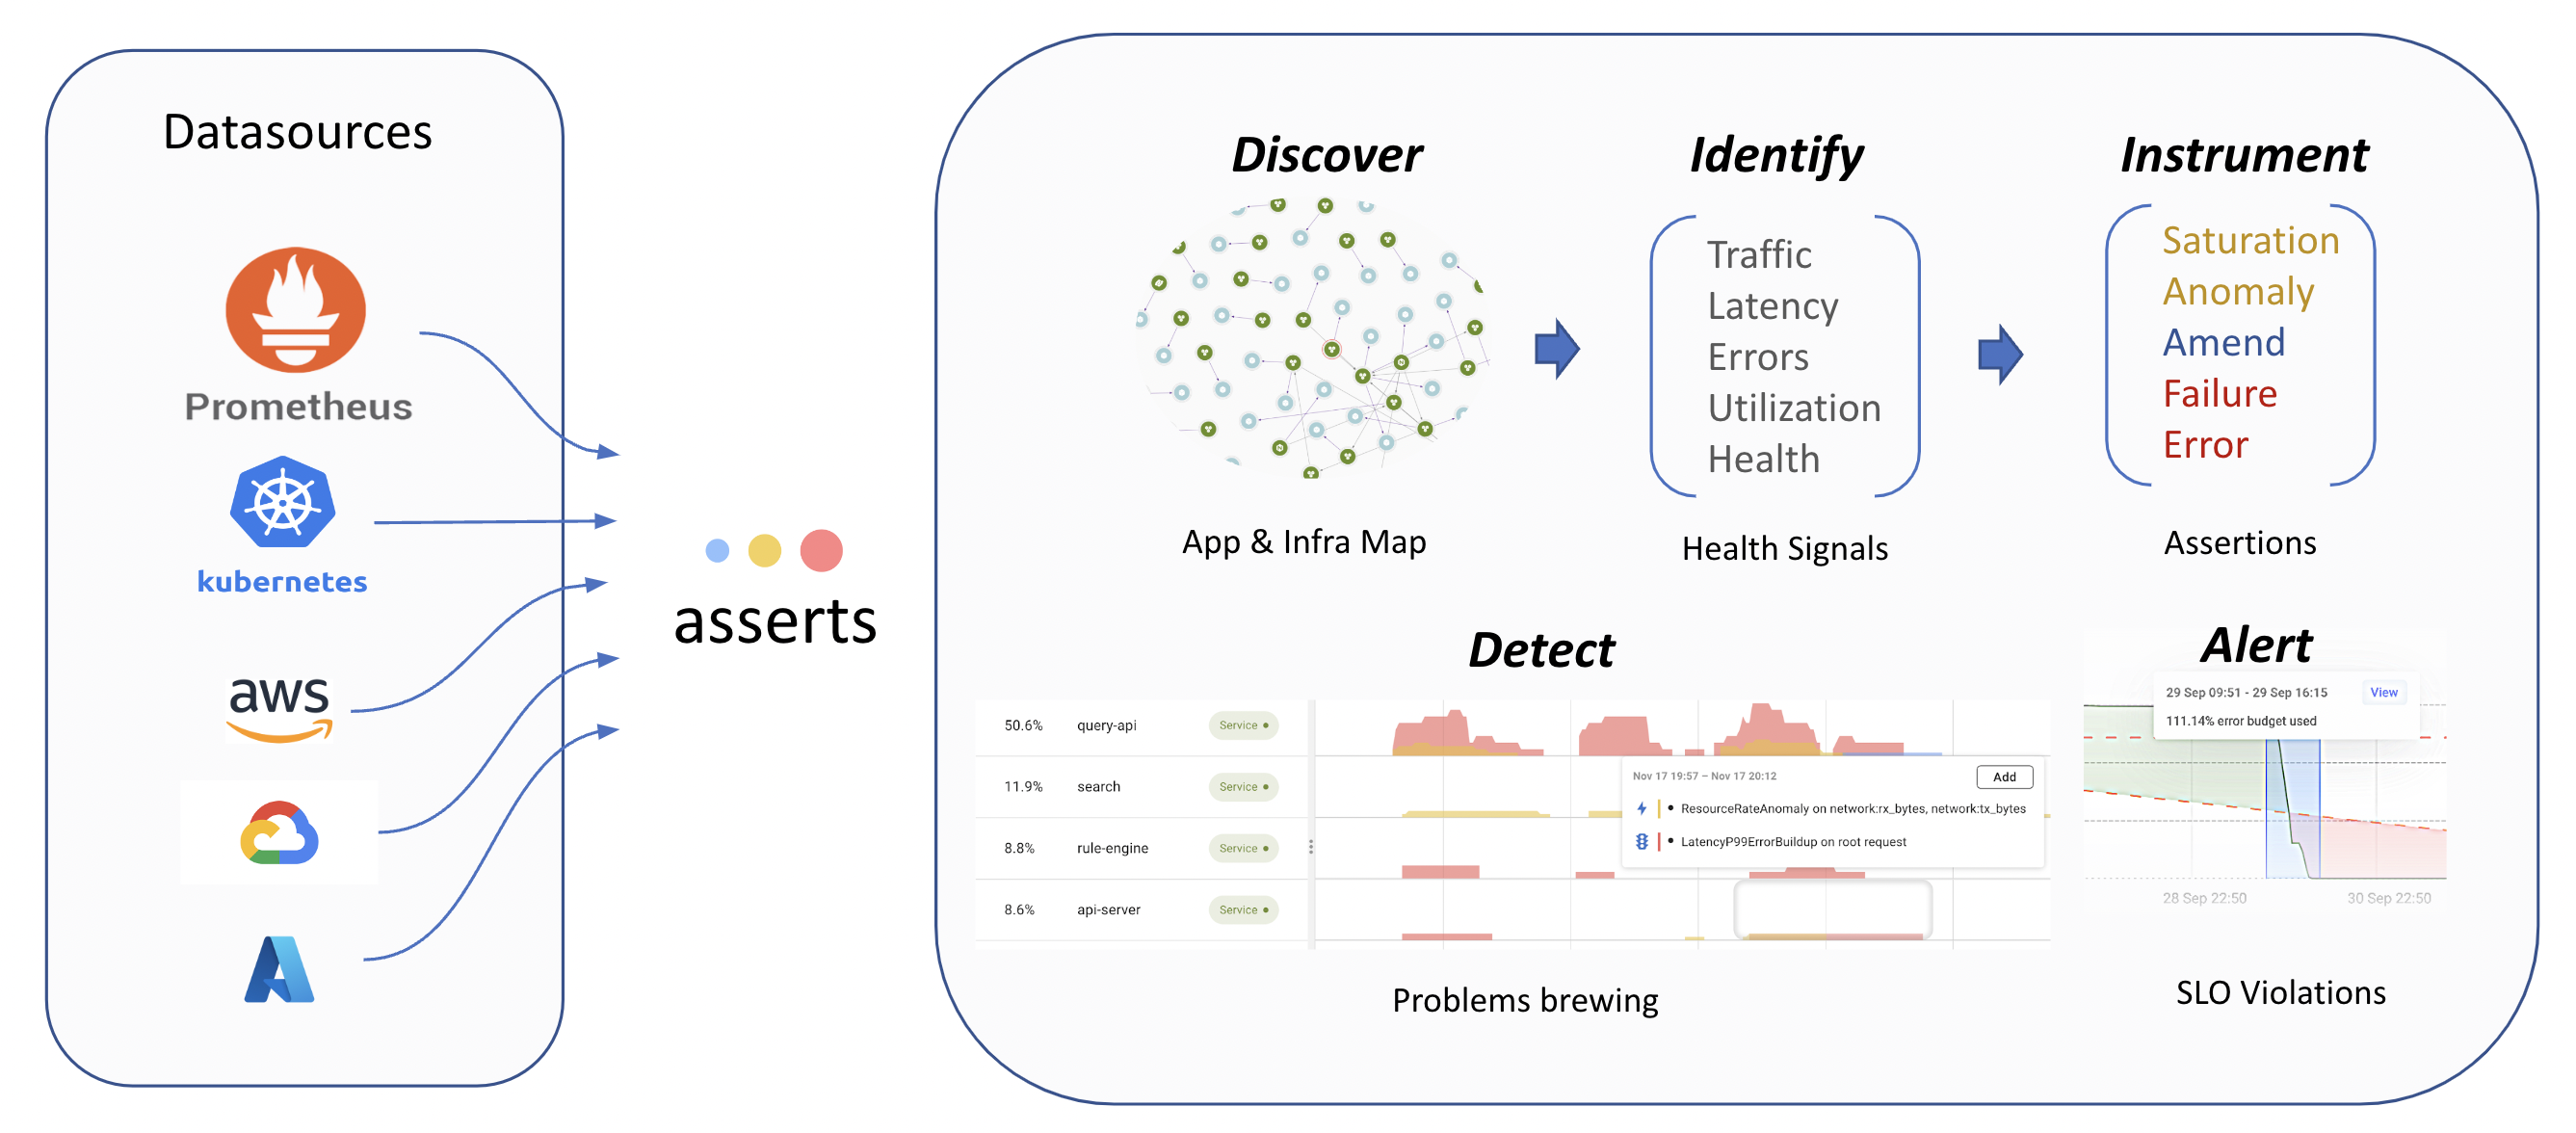 Datasources
Prometheus
kubernetes
aws
asserts
Discover
App & Infra Map
Identify
Traffic
Latency
Errors
Utilization
Health
Health Signals
Instrument
Saturation
Anomaly
Amend
Failure
Error
Assertions
Detect
50.6% query-api Service
11.9% search Service
8.8% rule-engine Service
8.6% api-server Service
Nov 17 19:57 – Nov 17 20:12 Add
ResourceRateAnomaly on network:rx_bytes, network:tx_bytes
LatencyP99ErrorBuildup on root request
Problems brewing
Alert
29 Sep 09:51 - 29 Sep 16:15 View
111.14% error budget used
28 Sep 22:50 30 Sep 22:50
SLO Violations